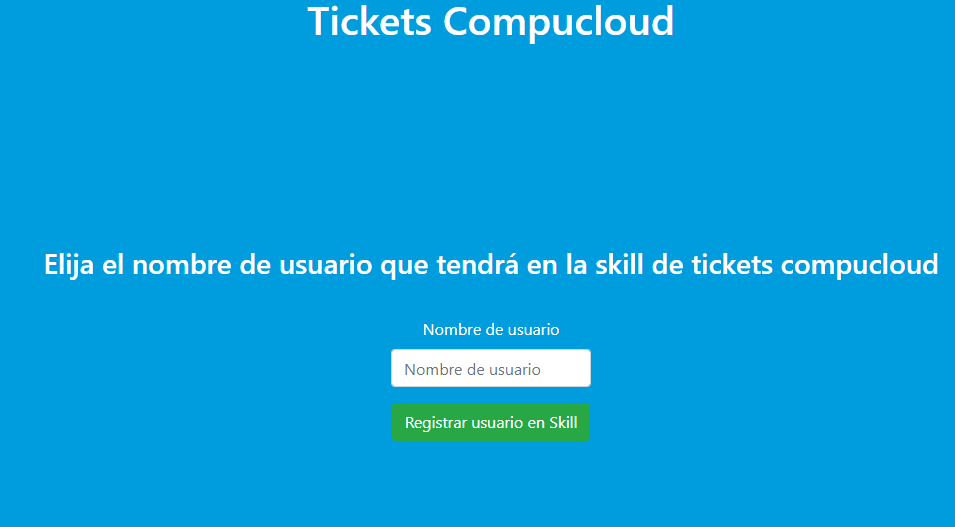 Tickets Compucloud
Elija el nombre de usuario que tendrá en la skill de tickets compucloud
Nombre de usuario
Nombre de usuario
Registrar usuario en Skill